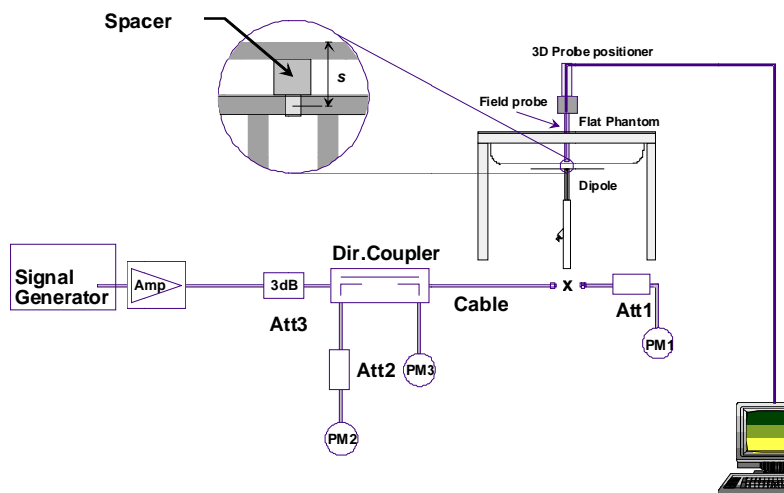 Spacer
s
3D Probe positioner
Field probe
Flat Phantom
Dipole
Signal
Generator
Amp
3dB
Att3
Dir.Coupler
Cable
x
Att1
PM1
Att2
PM3
PM2